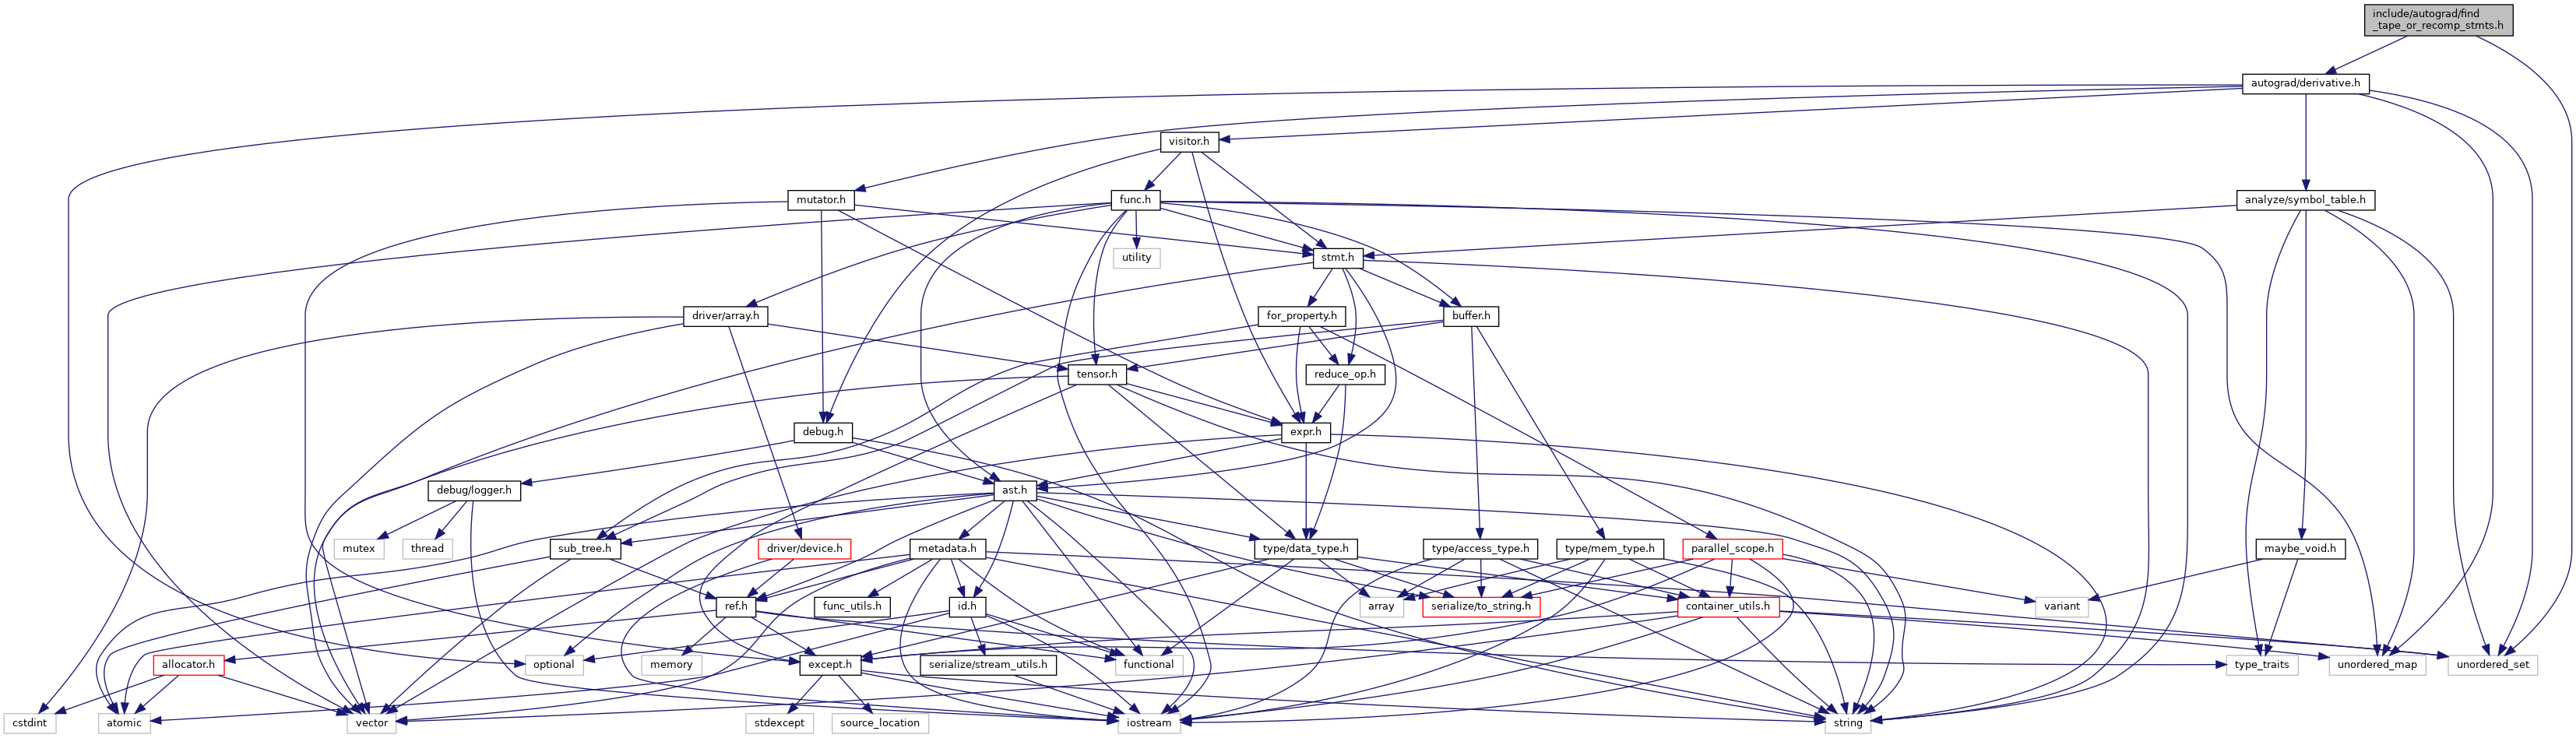 include/autograd/find
_tape_or_recomp_stmts.h
autograd/derivative.h
visitor.h
mutator.h
func.h
analyze/symbol_table.h
utility
stmt.h
driver/array.h
for_property.h
buffer.h
tensor.h
reduce_op.h
debug.h
expr.h
debug/logger.h
ast.h
mutex
thread
sub_tree.h
driver/device.h
metadata.h
type/data_type.h
type/access_type.h
type/mem_type.h
parallel_scope.h
maybe_void.h
ref.h
func_utils.h
id.h
array
serialize/to_string.h
container_utils.h
variant
allocator.h
optional
memory
except.h
serialize/stream_utils.h
functional
type_traits
unordered_map
unordered_set
cstdint
atomic
vector
stdexcept
source_location
iostream
string